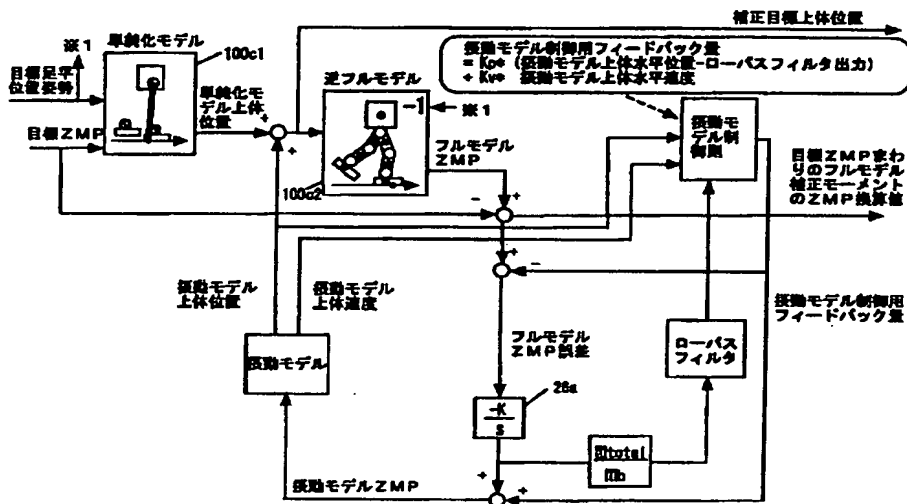 単純化モデル
100c1
※1
目標足平
位置姿勢
目標ZMP
単純化モ
デル上体
位置
+
+
逆フルモデル
-1
※1
100c2
フルモデル
ZMP
補正目標上体位置
摂動モデル制御用フィードバック量
= Kp* (摂動モデル上体水平位置-ローパスフィルタ出力)
+ Kv* 摂動モデル上体水平速度
摂動モ
デル制
御則
目標ZMPまわ
りのフルモデル
補正モーメント
のZMP換算値
-
+
+
-
摂動モデル
上体位置
摂動モデル
上体速度
摂動モデル
フルモデル
ZMP誤差
26a
-K
s
ローパス
フィルタ
摂動モデル制御用
フィードバック量
mtotal
mb
摂動モデルZMP
+
+